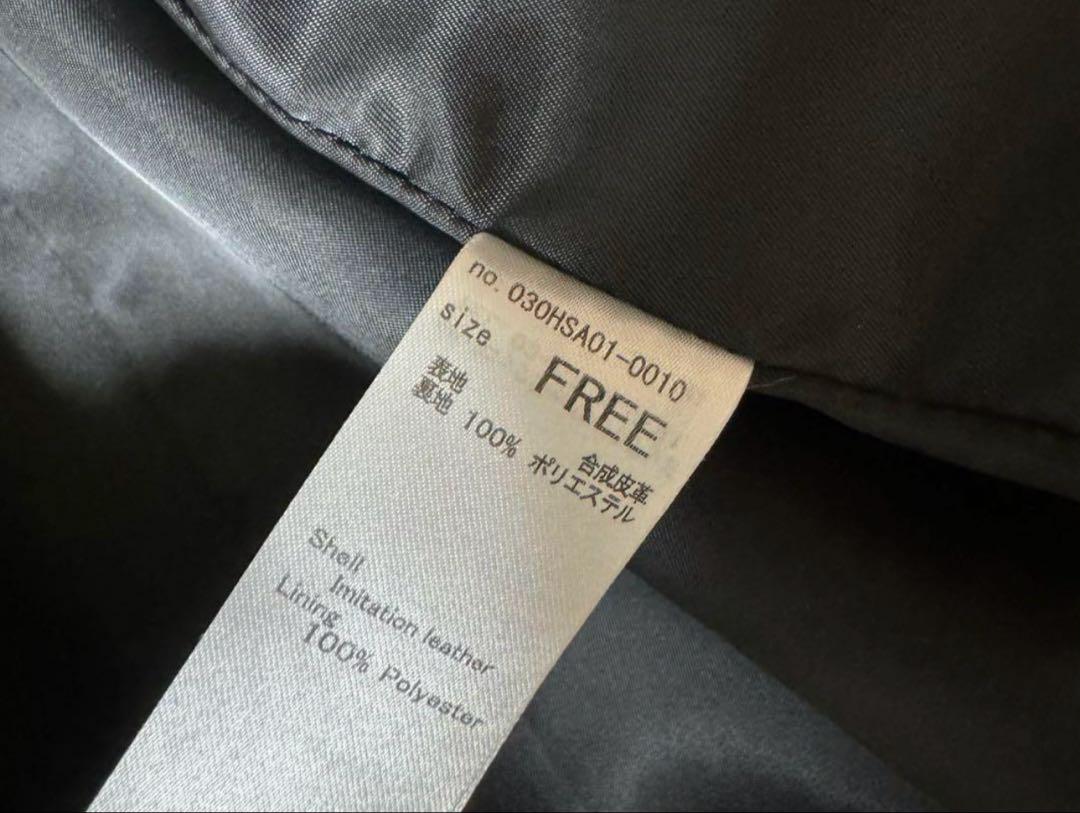 no. 030HSA01-0010
size
FREE
表地
合成皮革
裏地 100% ポリエステル
Shell
Imitation leather
Lining
100% Polyester